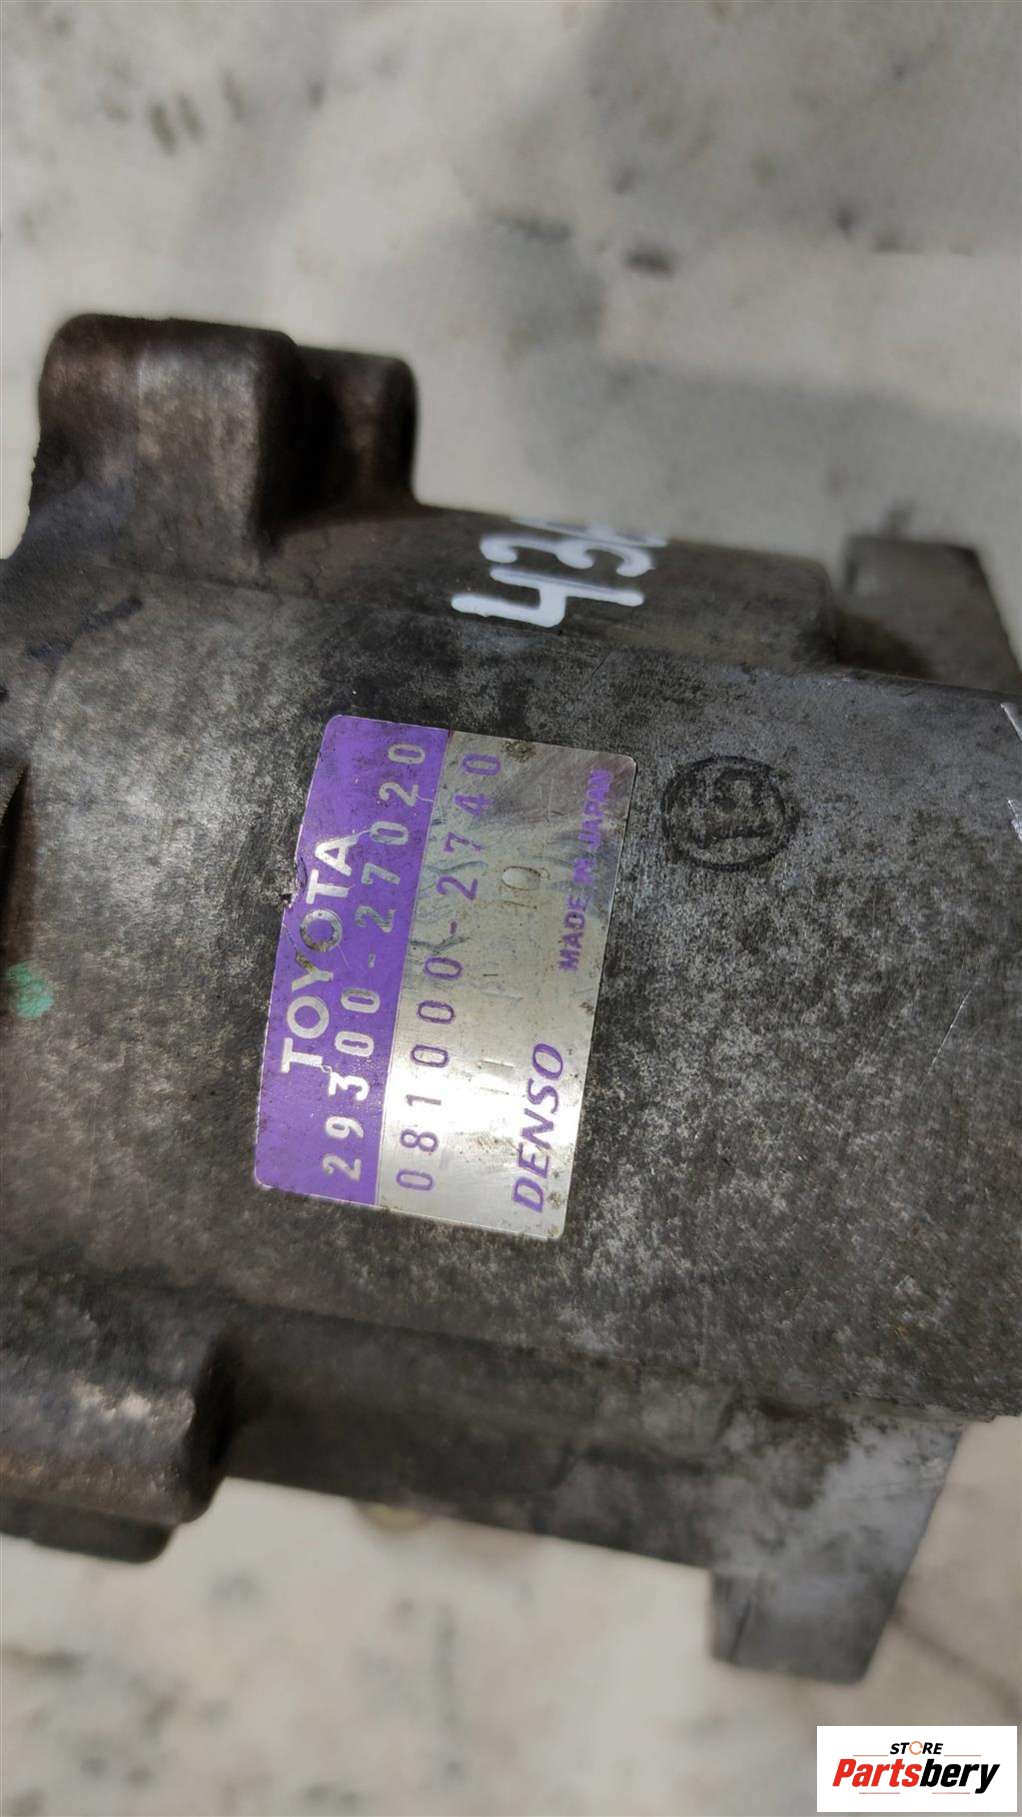 TOYOTA
29300-27020
081000-2740
DENSO MADE IN JAPAN
STORE
Partsbery